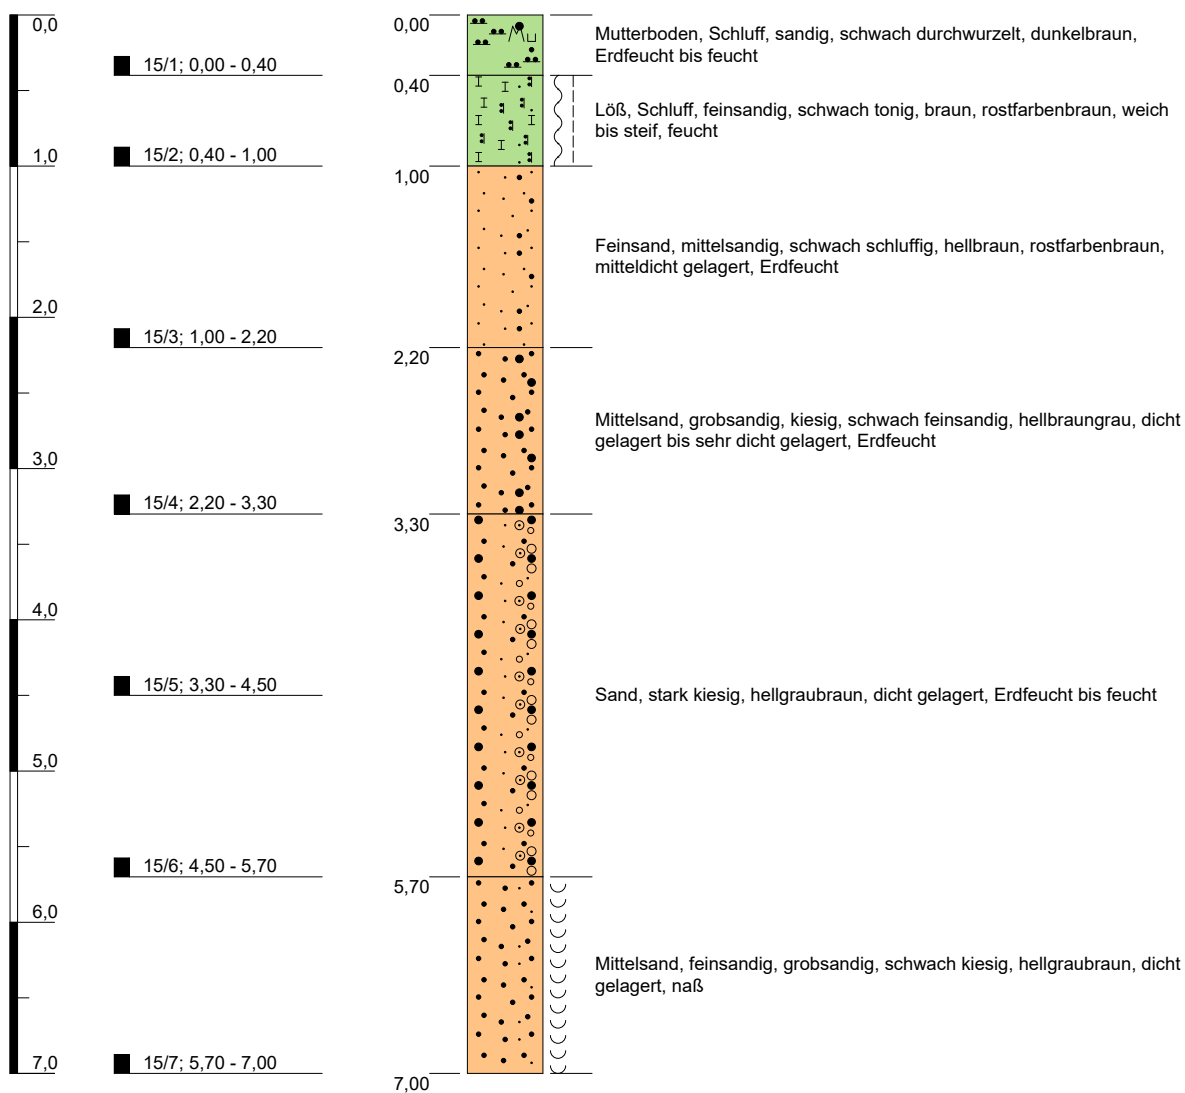 0,0
0,00
Mutterboden, Schluff, sandig, schwach durchwurzelt, dunkelbraun,
Erdfeucht bis feucht
15/1; 0,00 - 0,40
0,40
Löß, Schluff, feinsandig, schwach tonig, braun, rostfarbenbraun, weich
bis steif, feucht
1,0
15/2; 0,40 - 1,00
1,00
Feinsand, mittelsandig, schwach schluffig, hellbraun, rostfarbenbraun,
mitteldicht gelagert, Erdfeucht
2,0
15/3; 1,00 - 2,20
2,20
Mittelsand, grobsandig, kiesig, schwach feinsandig, hellbraungrau, dicht
gelagert bis sehr dicht gelagert, Erdfeucht
3,0
15/4; 2,20 - 3,30
3,30
4,0
15/5; 3,30 - 4,50
Sand, stark kiesig, hellgraubraun, dicht gelagert, Erdfeucht bis feucht
5,0
15/6; 4,50 - 5,70
5,70
6,0
Mittelsand, feinsandig, grobsandig, schwach kiesig, hellgraubraun, dicht
gelagert, naß
7,0
15/7; 5,70 - 7,00
7,00